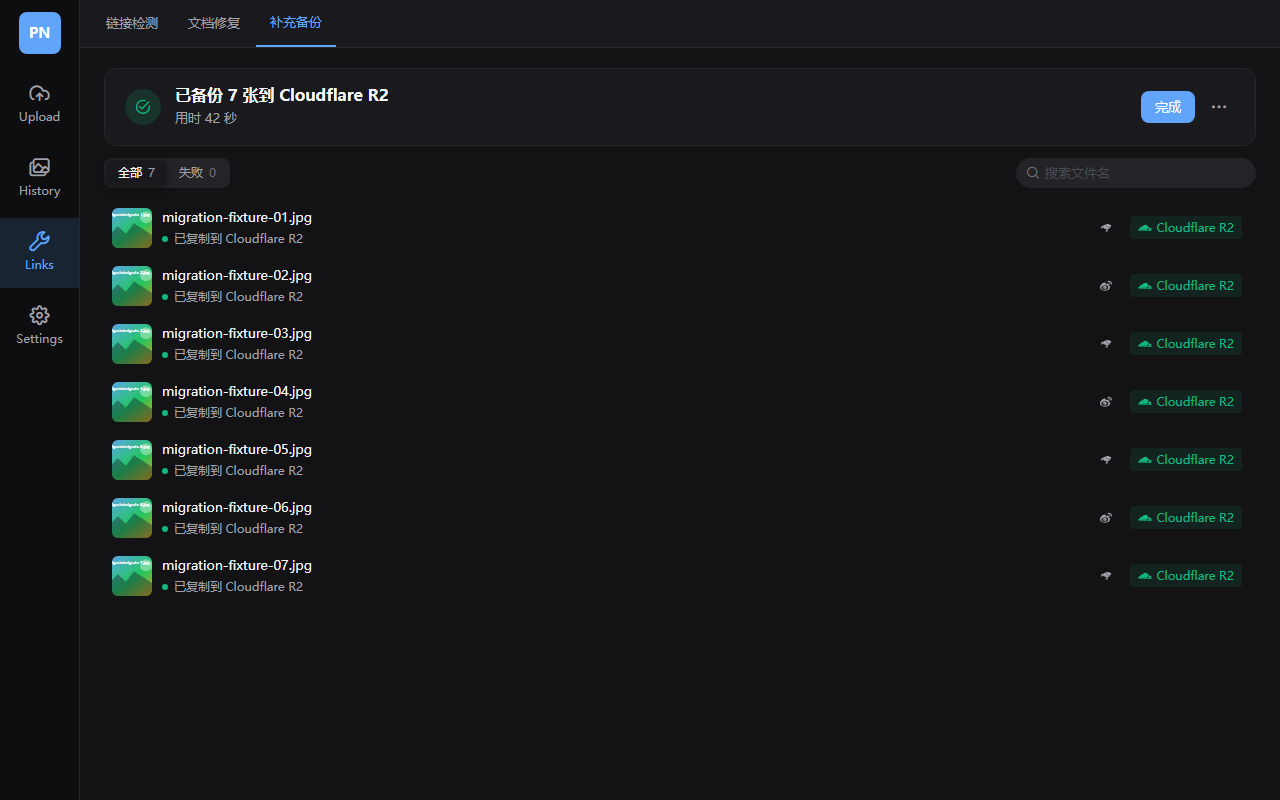 PN
Upload
History
Links
Settings
链接检测
文档修复
补充备份
已备份 7 张到 Cloudflare R2
用时 42 秒
完成
全部 7
失败 0
搜索文件名
migration-fixture-01.jpg
已复制到 Cloudflare R2
Cloudflare R2
migration-fixture-02.jpg
已复制到 Cloudflare R2
Cloudflare R2
migration-fixture-03.jpg
已复制到 Cloudflare R2
Cloudflare R2
migration-fixture-04.jpg
已复制到 Cloudflare R2
Cloudflare R2
migration-fixture-05.jpg
已复制到 Cloudflare R2
Cloudflare R2
migration-fixture-06.jpg
已复制到 Cloudflare R2
Cloudflare R2
migration-fixture-07.jpg
已复制到 Cloudflare R2
Cloudflare R2